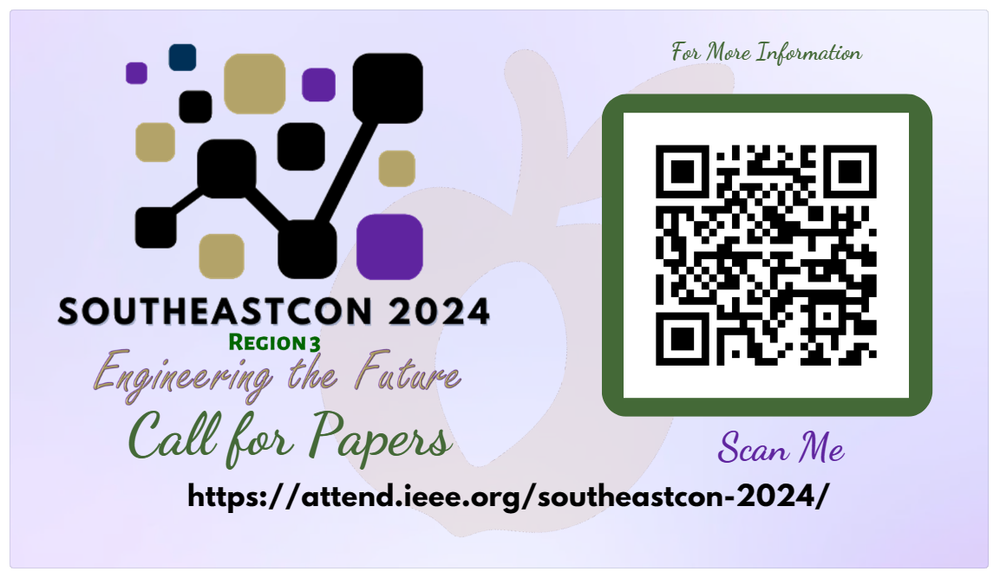 For More Information
SOUTHEASTCON 2024
REGION 3
Engineering the Future
Call for Papers
Scan Me
https://attend.ieee.org/southeastcon-2024/